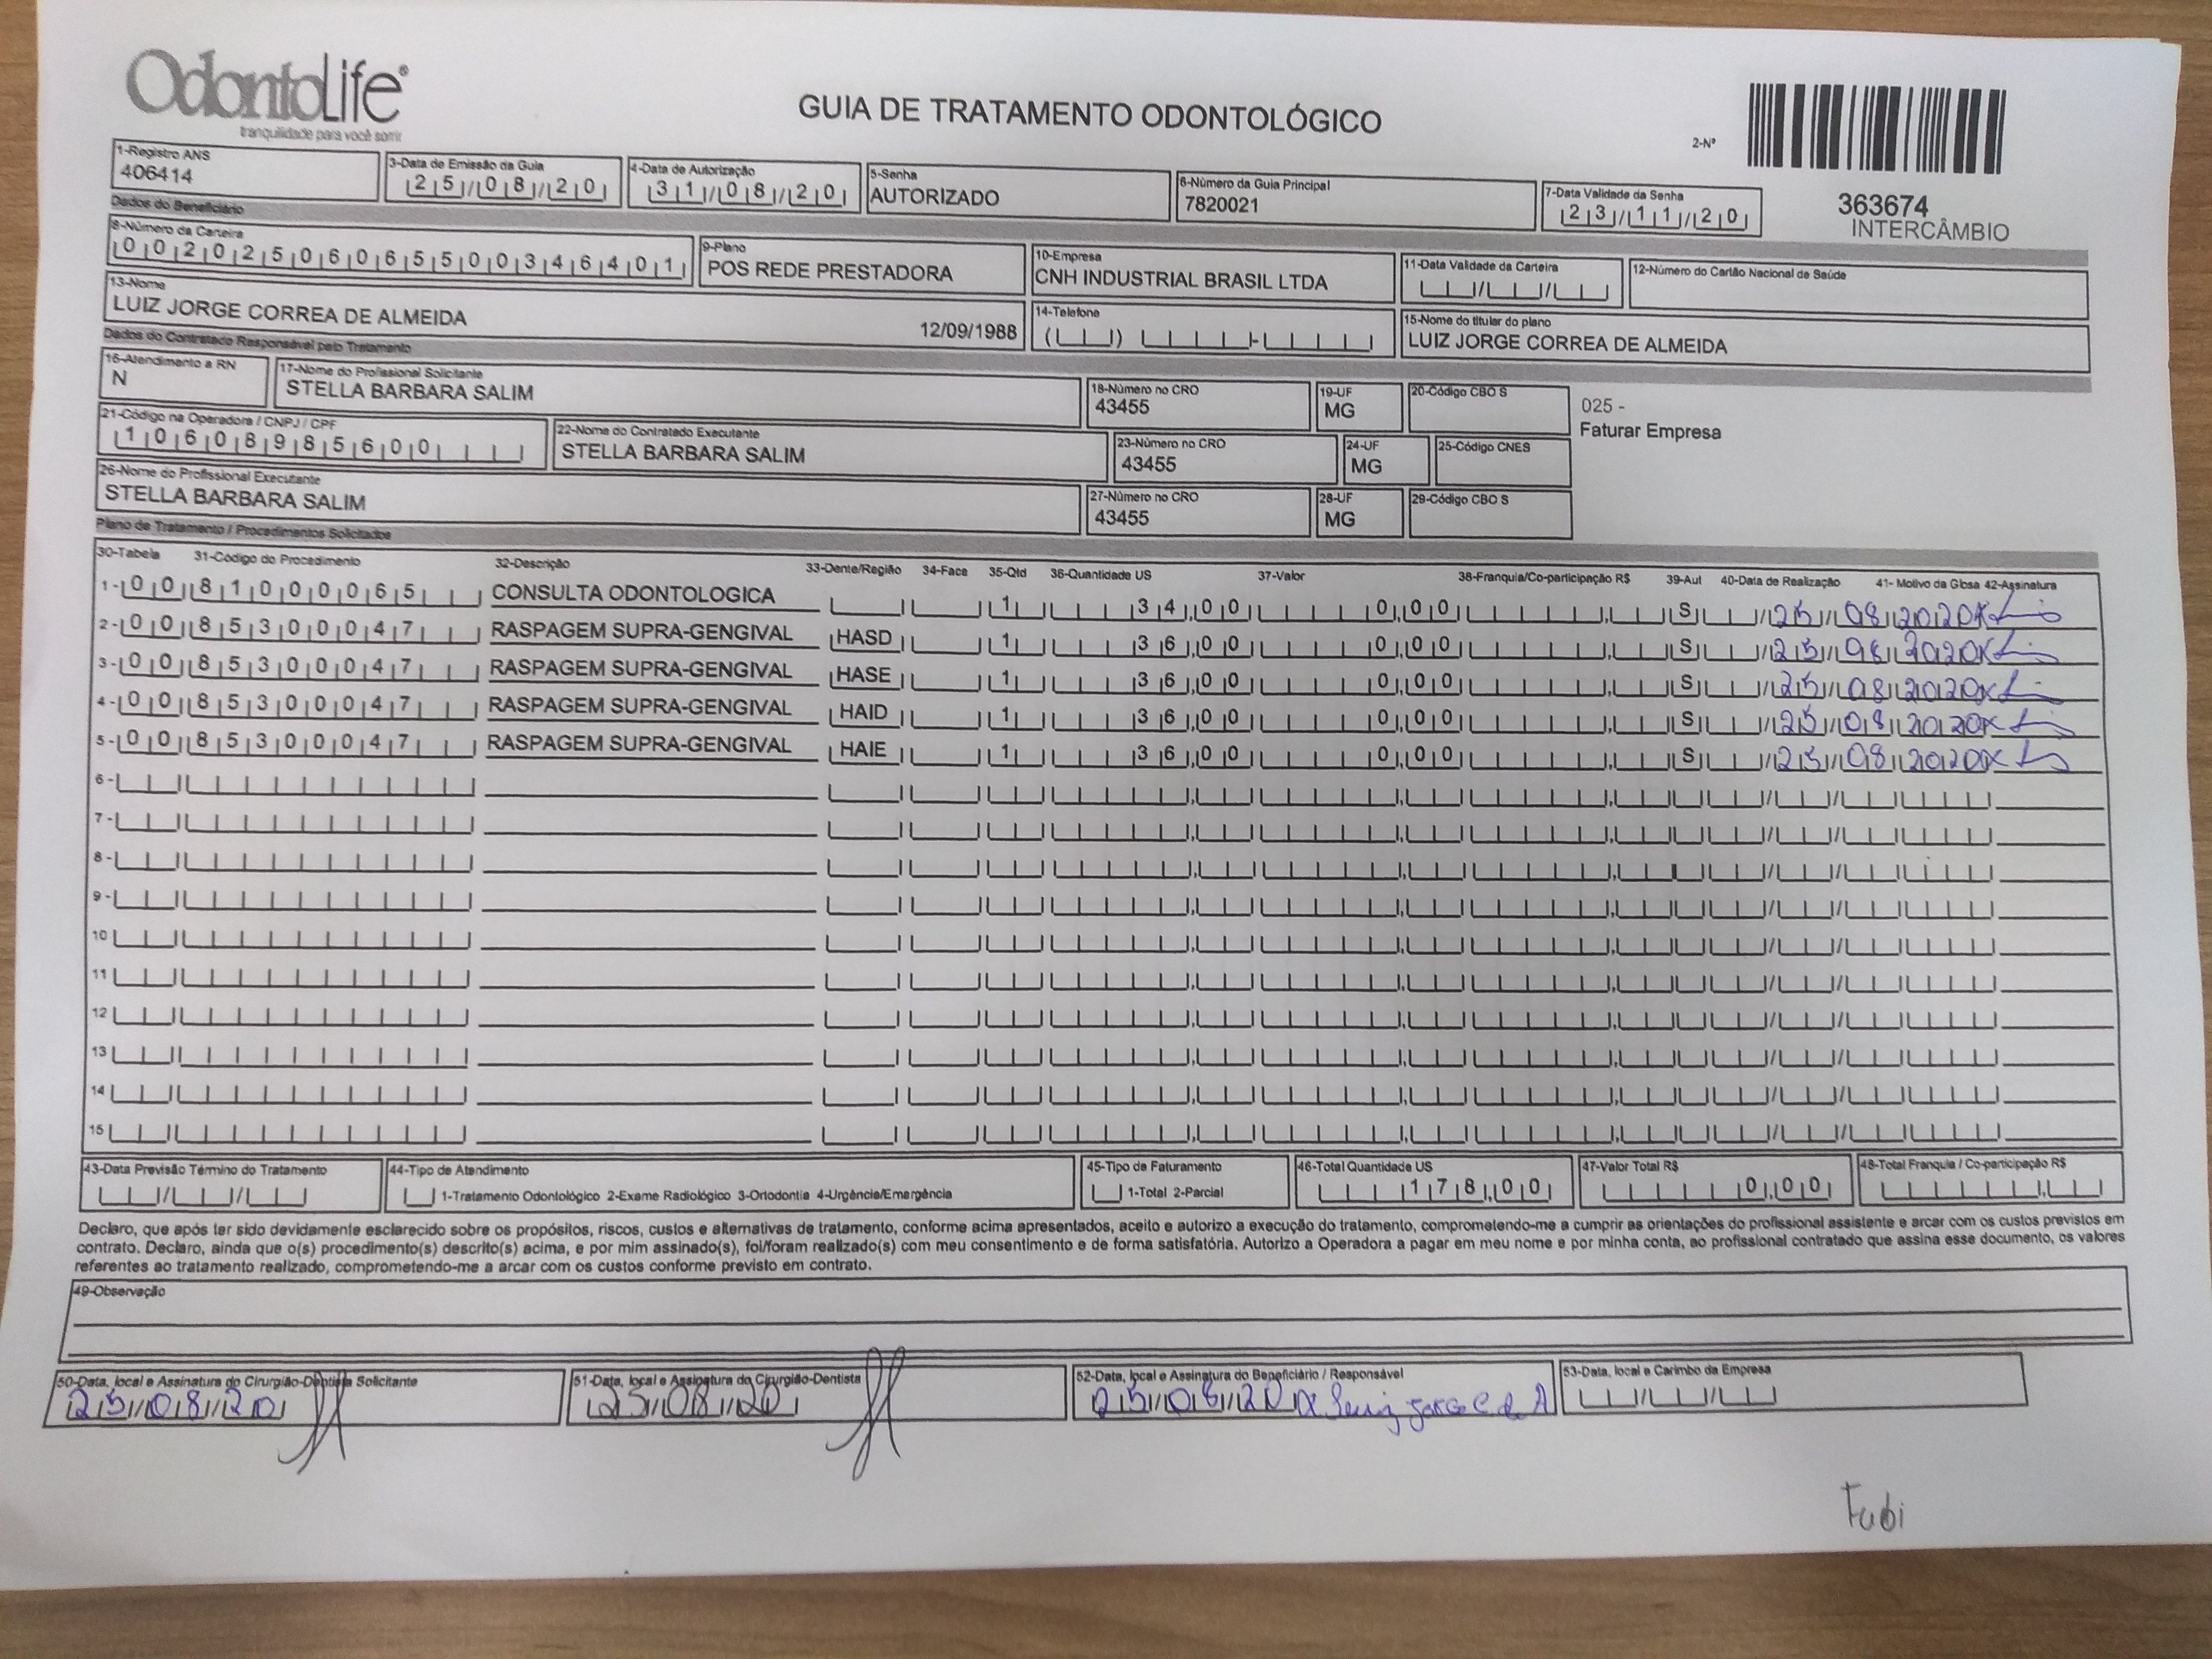 OdontoLife®
tranquilidade para você sorrir
GUIA DE TRATAMENTO ODONTOLÓGICO
2-Nº
363674
INTERCÂMBIO
1-Registro ANS
406414
3-Data de Emissão da Guia
25/08/20
4-Data de Autorização
31/08/20
5-Senha
AUTORIZADO
6-Número da Guia Principal
7820021
7-Data Validade da Senha
23/11/20
Dados do Beneficiário
8-Número da Carteira
00202506065500346401
9-Plano
POS REDE PRESTADORA
10-Empresa
CNH INDUSTRIAL BRASIL LTDA
11-Data Validade da Carteira
12-Número do Cartão Nacional de Saúde
13-Nome
LUIZ JORGE CORREA DE ALMEIDA 12/09/1988
14-Telefone
15-Nome do titular do plano
LUIZ JORGE CORREA DE ALMEIDA
Dados do Contratado Responsável pelo Tratamento
16-Atendimento a RN
N
17-Nome do Profissional Solicitante
STELLA BARBARA SALIM
18-Número no CRO
43455
19-UF
MG
20-Código CBO S
025 -
Faturar Empresa
21-Código na Operadora / CNPJ / CPF
10608985600
22-Nome do Contratado Executante
STELLA BARBARA SALIM
23-Número no CRO
43455
24-UF
MG
25-Código CNES
26-Nome do Profissional Executante
STELLA BARBARA SALIM
27-Número no CRO
43455
28-UF
MG
29-Código CBO S
Plano de Tratamento / Procedimentos Solicitados
30-Tabela 31-Código do Procedimento 32-Descrição 33-Dente/Região 34-Face 35-Qtd 36-Quantidade US 37-Valor 38-Franquia/Co-participação R$ 39-Aut 40-Data de Realização 41- Motivo da Glosa 42-Assinatura
1- 00 81000065 CONSULTA ODONTOLOGICA 1 34,00 0,00 S 25/08/2020
2- 00 85300047 RASPAGEM SUPRA-GENGIVAL HASD 1 36,00 0,00 S 25/08/2020
3- 00 85300047 RASPAGEM SUPRA-GENGIVAL HASE 1 36,00 0,00 S 25/08/2020
4- 00 85300047 RASPAGEM SUPRA-GENGIVAL HAID 1 36,00 0,00 S 25/08/2020
5- 00 85300047 RASPAGEM SUPRA-GENGIVAL HAIE 1 36,00 0,00 S 25/08/2020
6-
7-
8-
9-
10
11
12
13
14
15
43-Data Previsão Término do Tratamento
44-Tipo de Atendimento
1-Tratamento Odontológico 2-Exame Radiológico 3-Ortodontia 4-Urgência/Emergência
45-Tipo de Faturamento
1-Total 2-Parcial
46-Total Quantidade US
178,00
47-Valor Total R$
0,00
48-Total Franquia / Co-participação R$
Declaro, que após ter sido devidamente esclarecido sobre os propósitos, riscos, custos e alternativas de tratamento, conforme acima apresentados, aceito e autorizo a execução do tratamento, comprometendo-me a cumprir as orientações do profissional assistente e arcar com os custos previstos em
contrato. Declaro, ainda que o(s) procedimento(s) descrito(s) acima, e por mim assinado(s), foi/foram realizado(s) com meu consentimento e de forma satisfatória. Autorizo a Operadora a pagar em meu nome e por minha conta, ao profissional contratado que assina esse documento, os valores
referentes ao tratamento realizado, comprometendo-me a arcar com os custos conforme previsto em contrato.
49-Observação
50-Data, local e Assinatura do Cirurgião-Dentista Solicitante
25/08/20
51-Data, local e Assinatura do Cirurgião-Dentista
25/08/20
52-Data, local e Assinatura do Beneficiário / Responsável
25/08/20 x Luiz Jorge C de A
53-Data, local e Carimbo da Empresa
Fubi